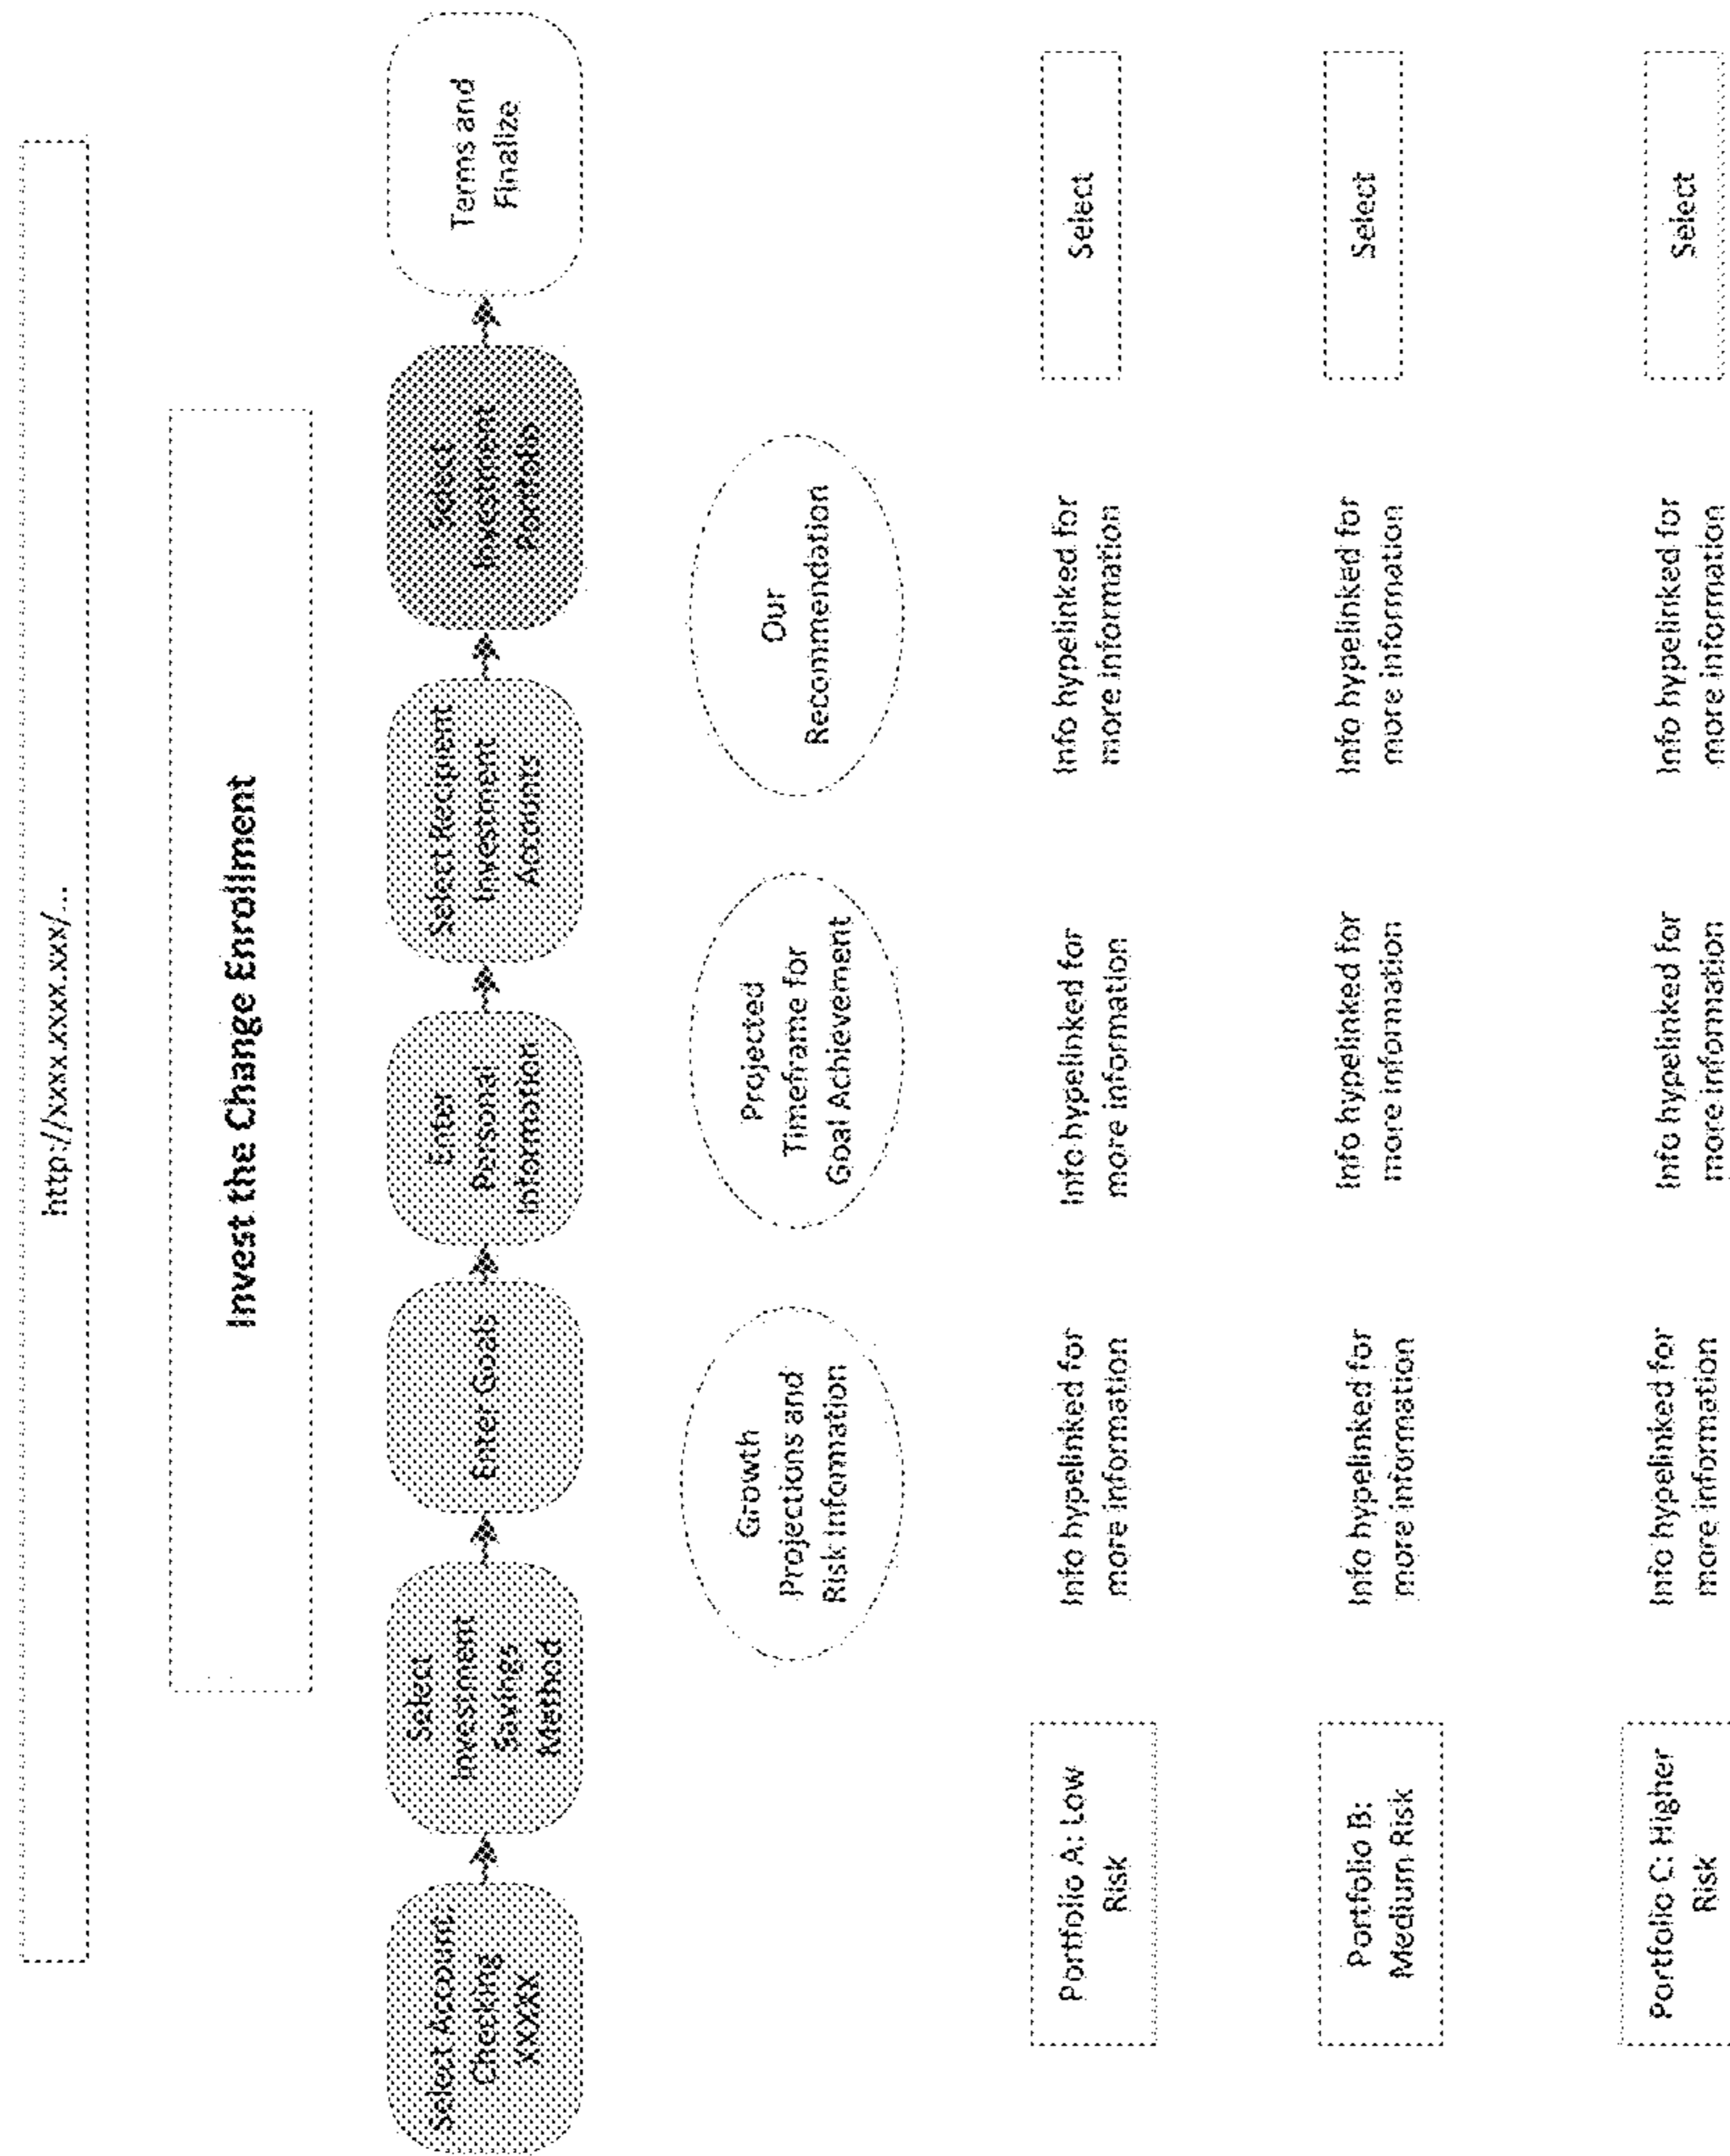 http://xxxx.xxxx.xxx/...
Invest the Change Enrollment
Select Account:
Checking
XXXXX
Select
Investment
Savings
Method
Enter Goals
Enter
Personal
Information
Select Recipient
Investment
Accounts
Select
Investment
Portfolio
Terms and
Finalize
Growth
Projections and
Risk Information
Projected
Timeframe for
Goal Achievement
Our
Recommendation
Portfolio A: Low
Risk
Info hypelinked for
more information
Info hypelinked for
more information
Info hypelinked for
more information
Select
Portfolio B:
Medium Risk
Info hypelinked for
more information
Info hypelinked for
more information
Info hypelinked for
more information
Select
Portfolio C: Higher
Risk
Info hypelinked for
more information
Info hypelinked for
more information
Info hypelinked for
more information
Select